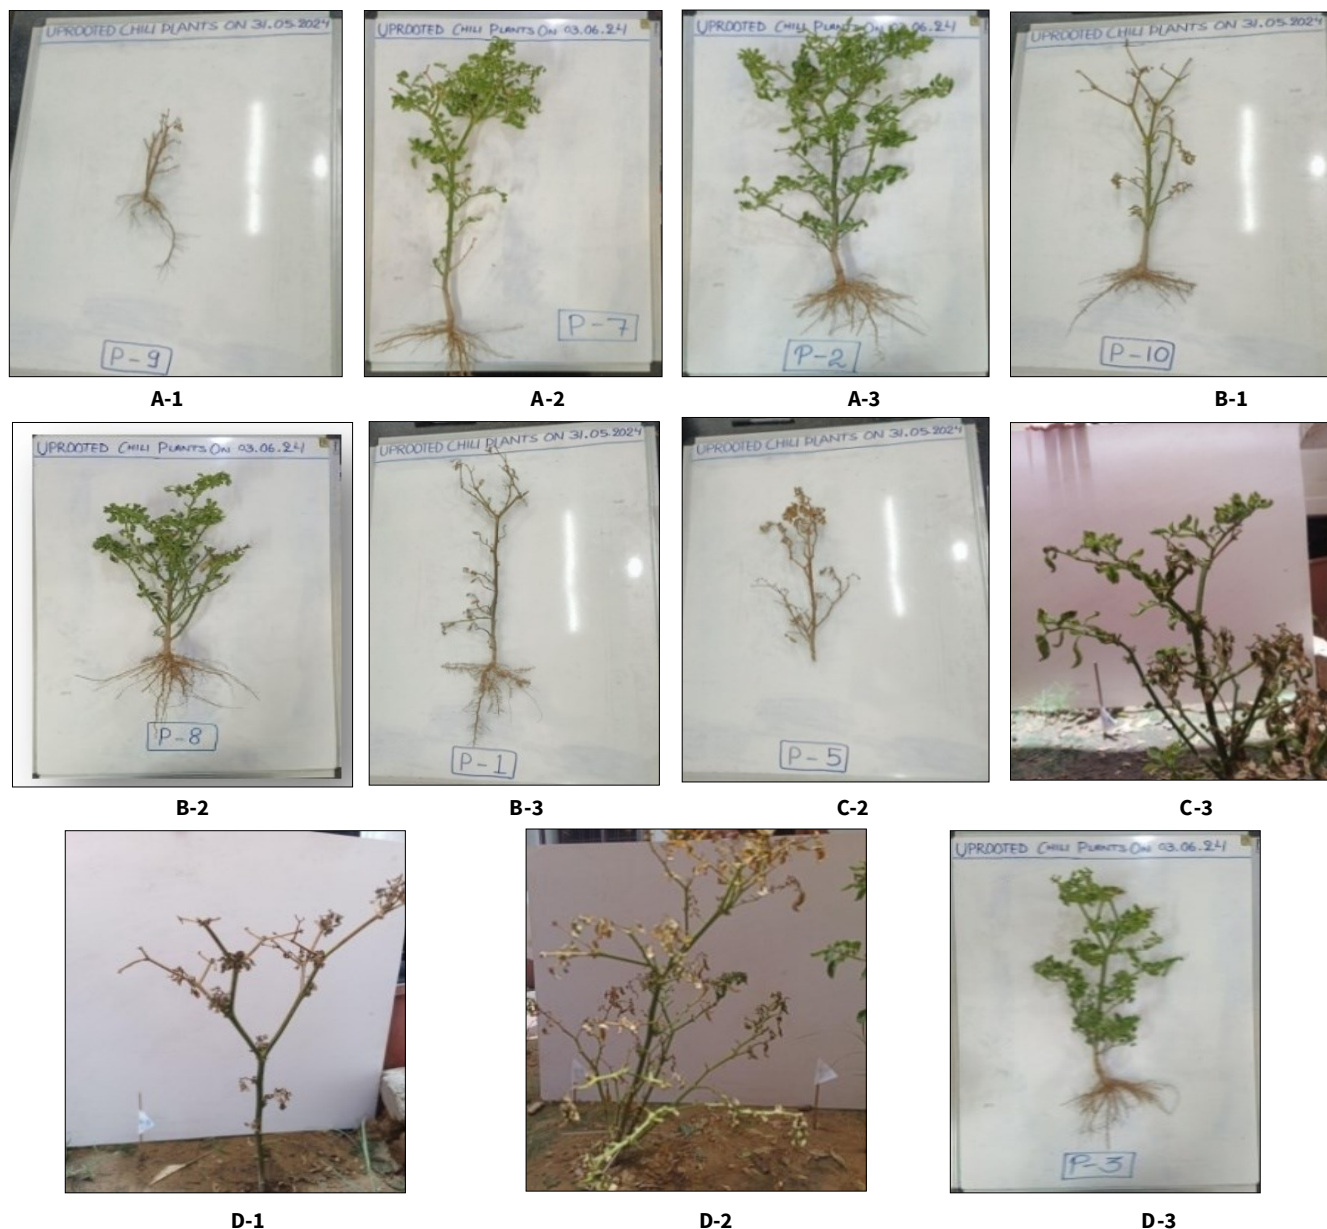 UPROOTED CHILI PLANTS ON 31.05.2024
P-9
A-1
UPROOTED CHILI PLANTS ON 03.06.24
P-7
A-2
UPROOTED CHILI PLANTS ON 03.06.24
P-2
A-3
UPROOTED CHILI PLANTS ON 31.05.2024
P-10
B-1
UPROOTED CHILI PLANTS ON 03.06.24
P-8
B-2
UPROOTED CHILI PLANTS ON 31.05.2024
P-1
B-3
UPROOTED CHILI PLANTS ON 31.05.2024
P-5
C-2
C-3
D-1
D-2
UPROOTED CHILI PLANTS ON 03.06.24
P-3
D-3